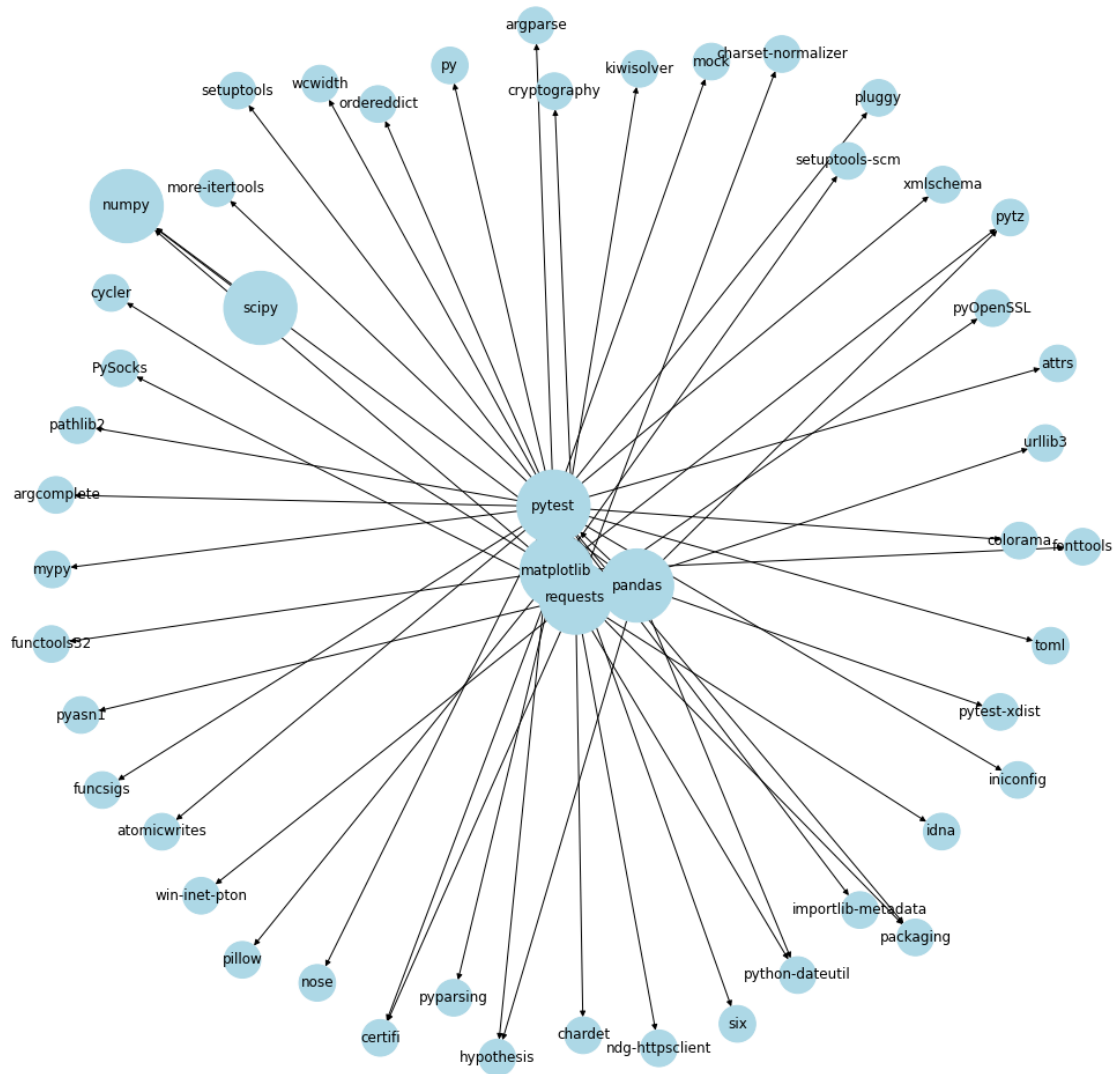 argparse
charset-normalizer
mock
py
kiwisolver
wcwidth
setuptools
cryptography
pluggy
ordereddict
setuptools-scm
more-itertools
xmlschema
numpy
pytz
cycler
scipy
pyOpenSSL
attrs
PySocks
pathlib2
urllib3
argcomplete
pytest
colorama
fonttools
mypy
matplotlib
pandas
requests
functools32
toml
pyasn1
pytest-xdist
iniconfig
funcsigs
atomicwrites
idna
win-inet-pton
importlib-metadata
packaging
pillow
python-dateutil
nose
pyparsing
six
certifi
chardet
ndg-httpsclient
hypothesis